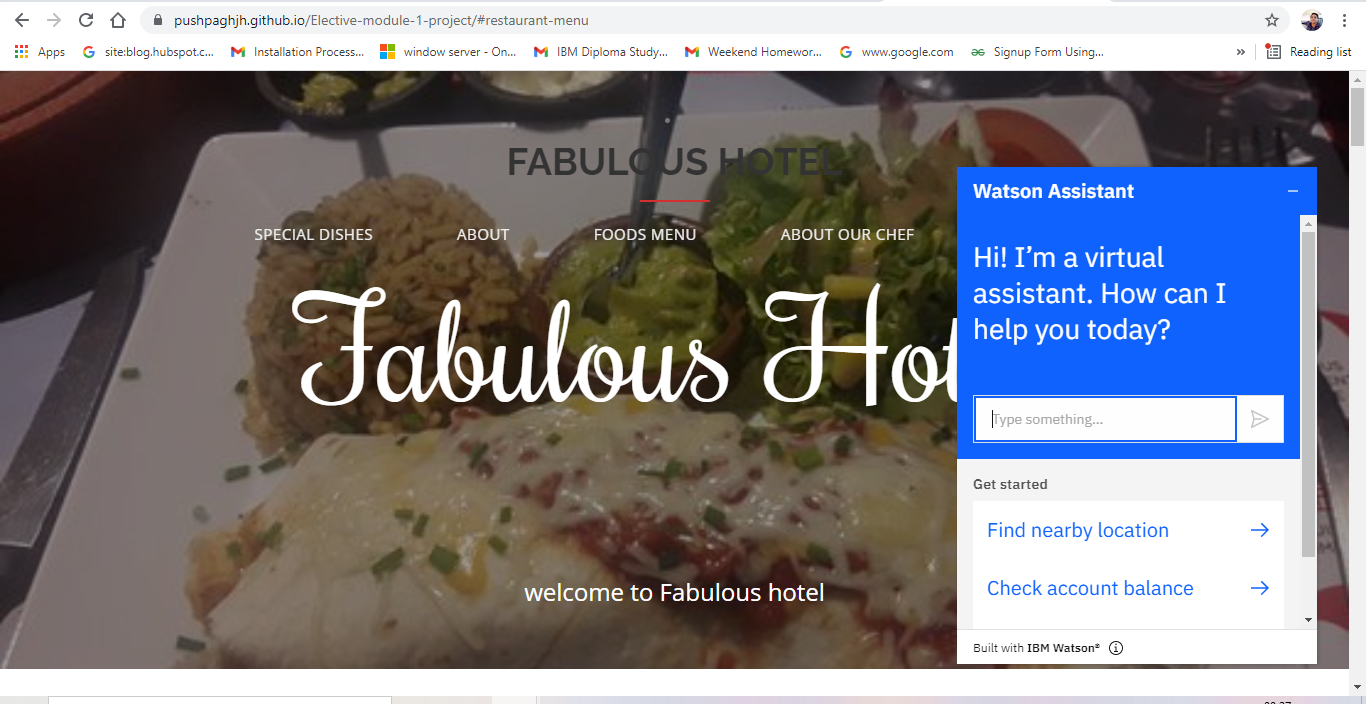 pushpaghjh.github.io/Elective-module-1-project/#restaurant-menu
Apps site:blog.hubspot.c... Installation Process... window server - On... IBM Diploma Study... Weekend Homewor... www.google.com Signup Form Using... » Reading list
FABULOUS HOTEL
SPECIAL DISHES ABOUT FOODS MENU ABOUT OUR CHEF
Fabulous Hot
welcome to Fabulous hotel
Watson Assistant
Hi! I'm a virtual
assistant. How can I
help you today?
Type something...
Get started
Find nearby location
Check account balance
Built with IBM Watson®